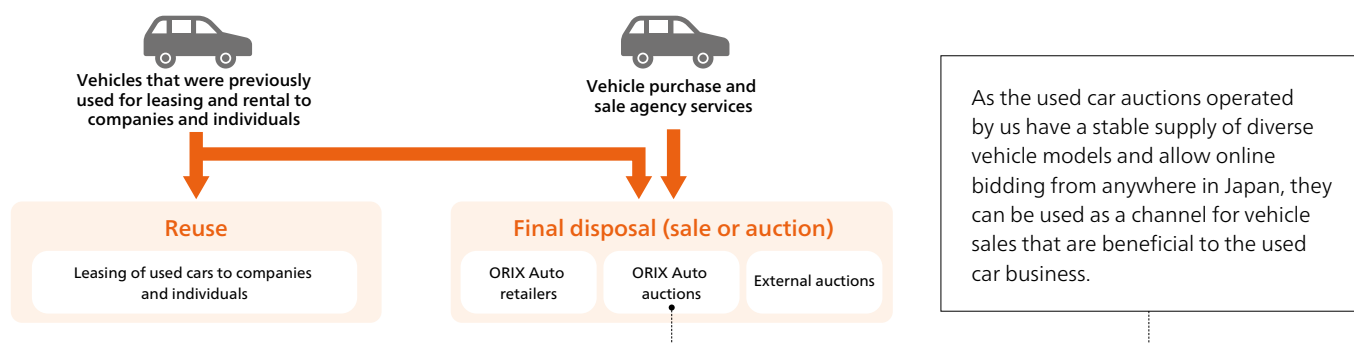 Vehicles that were previously
used for leasing and rental to
companies and individuals
Vehicle purchase and
sale agency services
Reuse
Leasing of used cars to companies
and individuals
Final disposal (sale or auction)
ORIX Auto
retailers
ORIX Auto
auctions
External auctions
As the used car auctions operated
by us have a stable supply of diverse
vehicle models and allow online
bidding from anywhere in Japan, they
can be used as a channel for vehicle
sales that are beneficial to the used
car business.